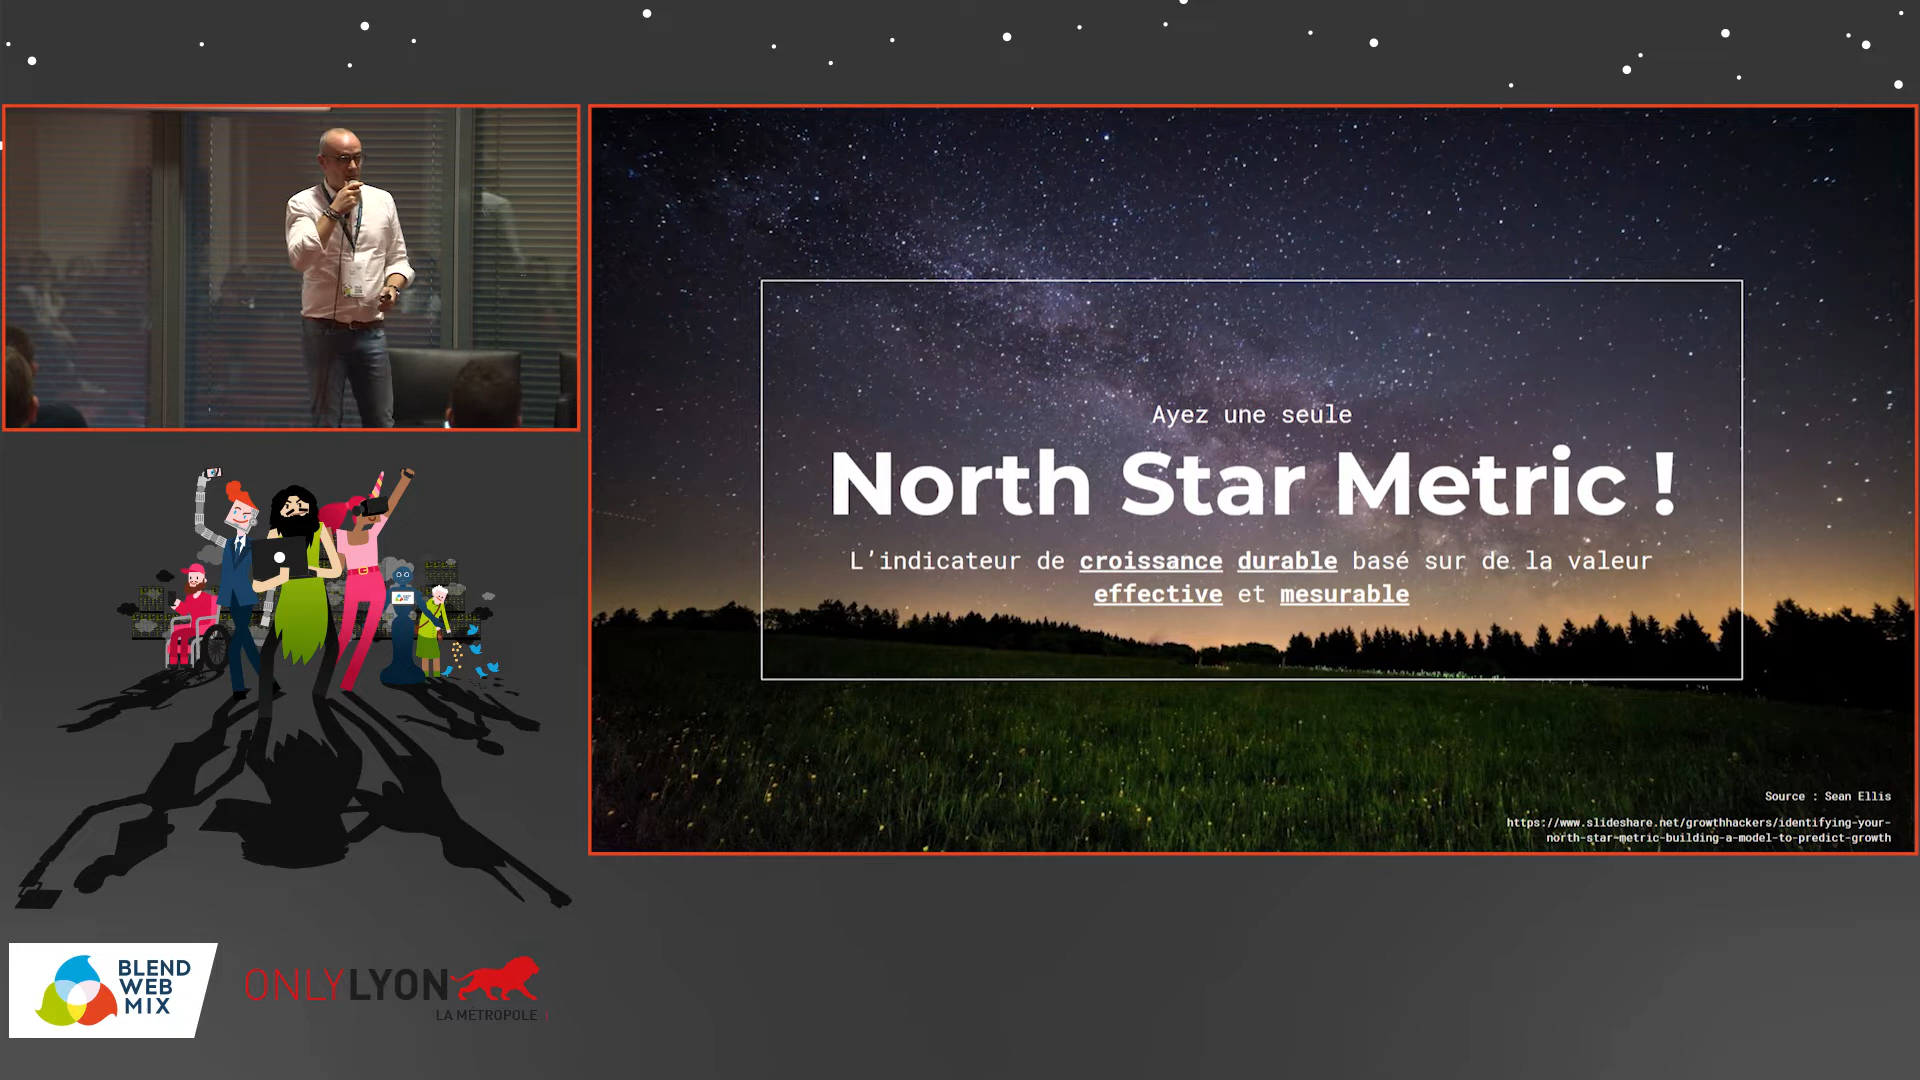 Ayez une seule
North Star Metric !
L'indicateur de croissance durable basé sur de la valeur
effective et mesurable
Source : Sean Ellis
https://www.slideshare.net/growthhackers/identifying-your-
north-star-metric-building-a-model-to-predict-growth
BLEND
WEB
MIX
ONLYLYON
LA MÉTROPOLE